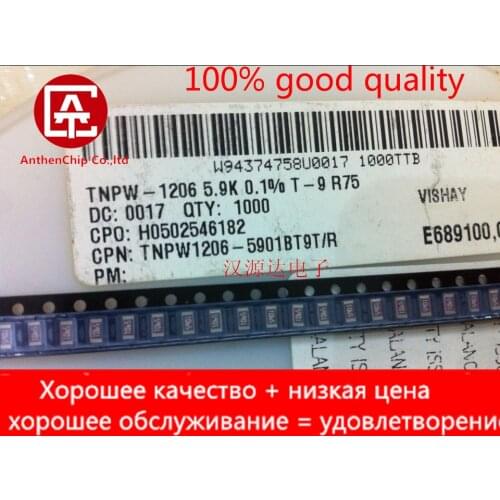 100% good quality
CAT
AnthenChip Co.,ltd
W94374758U0017 1000TTB
TNPW-1206 5.9K 0.1% T-9 R75
VISHAY
DC: 0017 QTY: 1000
CPO: H0502546182
E689100,0
CPN: TNPW1206-5901BT9T/R
PM:
汉源达电子
Хорошее качество + низкая цена
хорошее обслуживание = удовлетворение